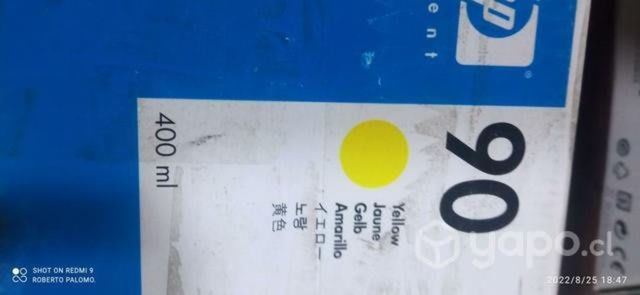 hp
®
ent
90
Yellow
Jaune
Gelb
Amarillo
イエロー
노랑
黄色
400 ml
yapo.cl
SHOT ON REDMI 9
ROBERTO PALOMO.
2022/8/25 18:47